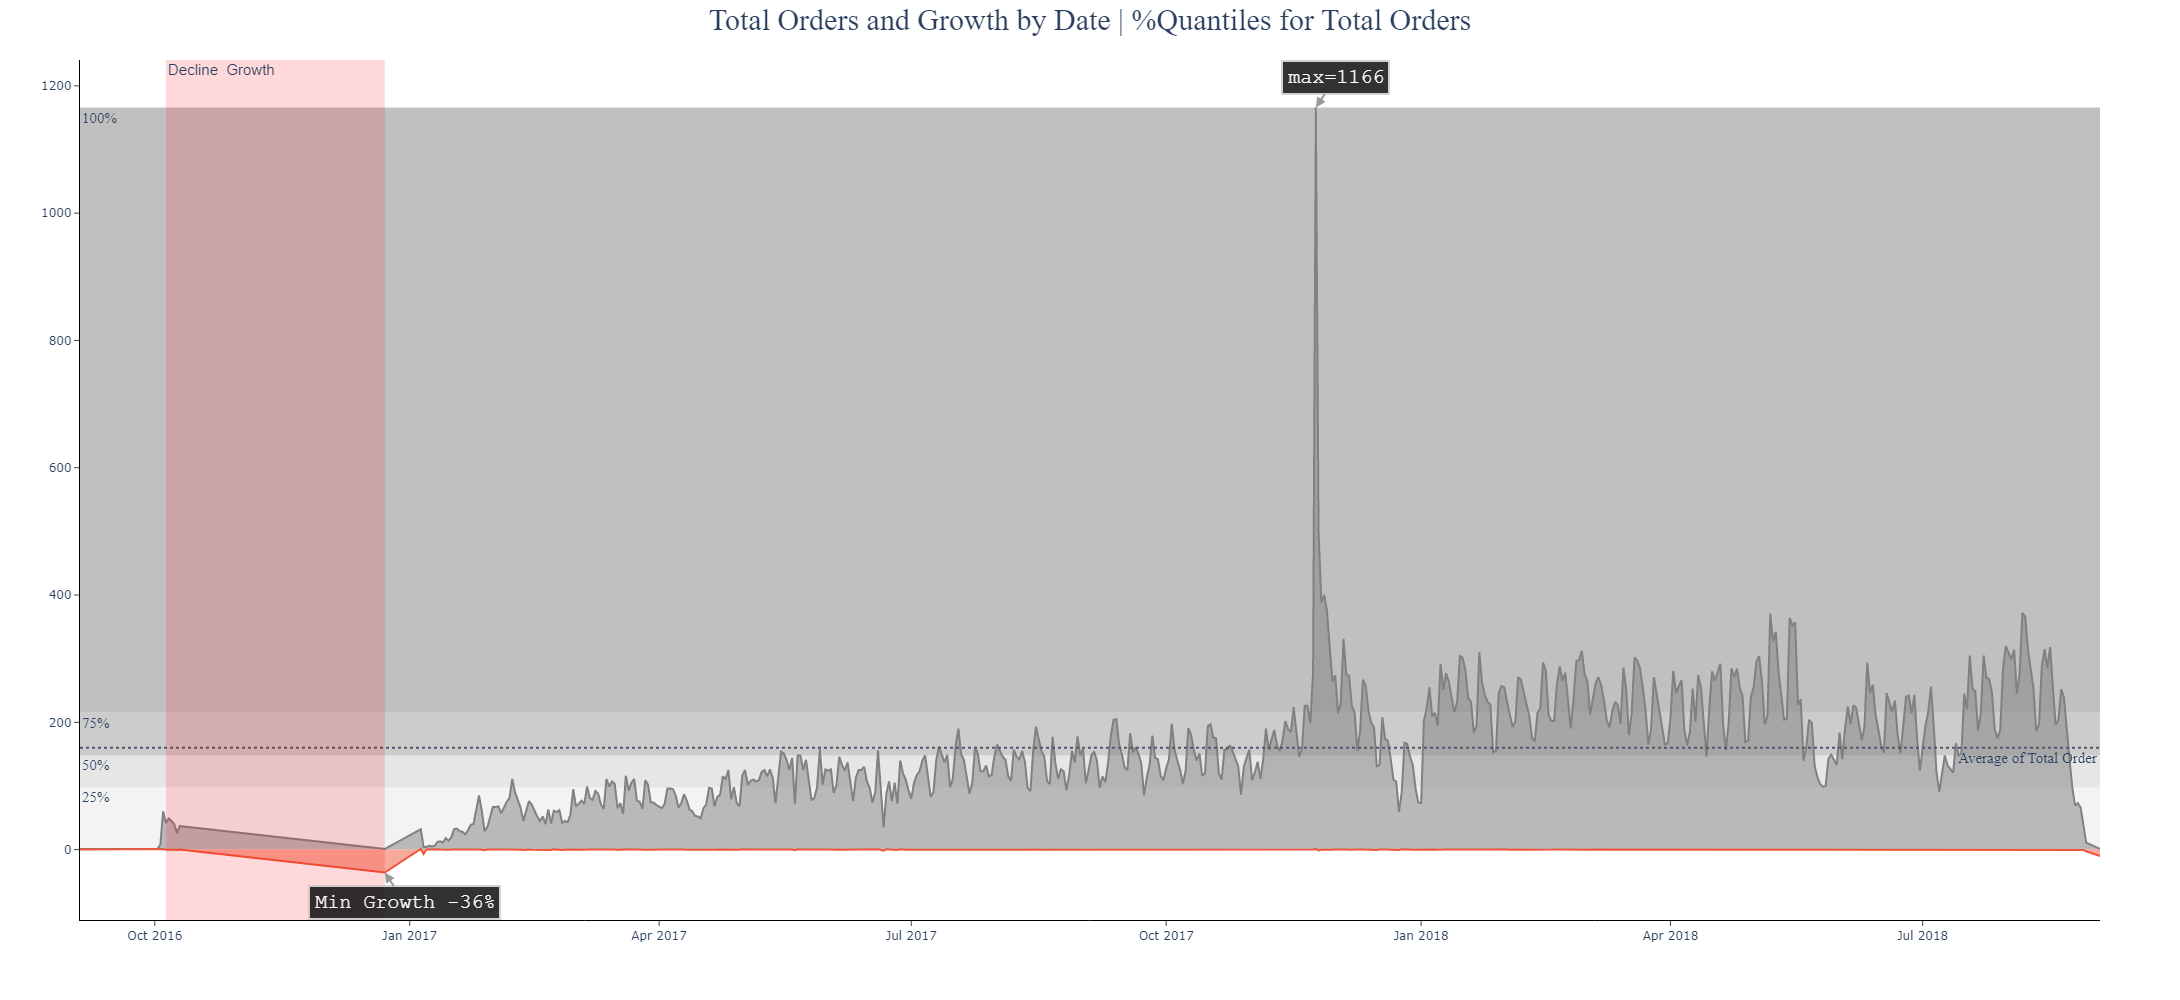 Total Orders and Growth by Date | %Quantiles for Total Orders
Decline Growth
max=1166
1200
100%
1000
800
600
400
200
75%
50%
Average of Total Order
25%
0
Min Growth -36%
Oct 2016
Jan 2017
Apr 2017
Jul 2017
Oct 2017
Jan 2018
Apr 2018
Jul 2018